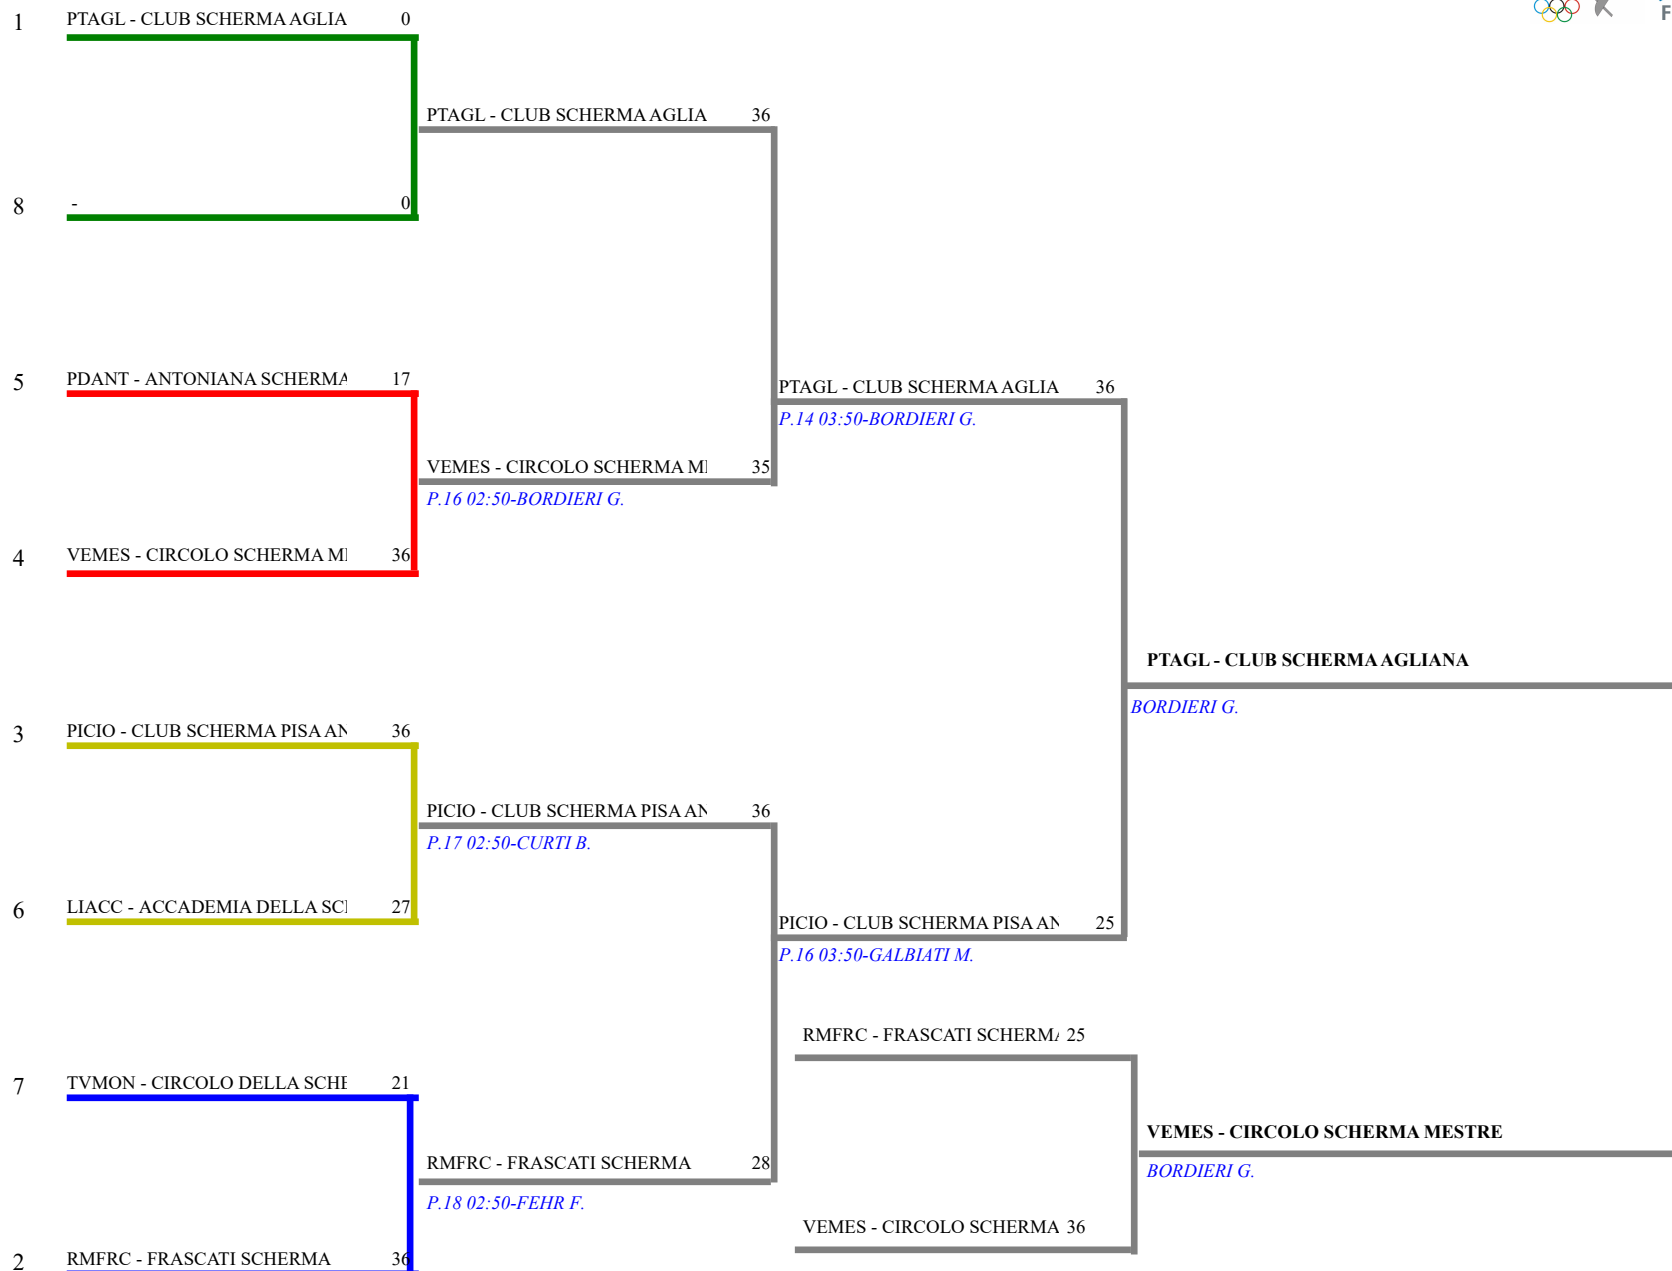 1 PTAGL - CLUB SCHERMA AGLIA 0
F
PTAGL - CLUB SCHERMA AGLIA 36
8 - 0
5 PDANT - ANTONIANA SCHERMA 17
PTAGL - CLUB SCHERMA AGLIA 36
P.14 03:50-BORDIERI G.
VEMES - CIRCOLO SCHERMA MI 35
P.16 02:50-BORDIERI G.
4 VEMES - CIRCOLO SCHERMA MI 36
PTAGL - CLUB SCHERMA AGLIANA
BORDIERI G.
3 PICIO - CLUB SCHERMA PISA AN 36
PICIO - CLUB SCHERMA PISA AN 36
P.17 02:50-CURTI B.
6 LIACC - ACCADEMIA DELLA SCI 27
PICIO - CLUB SCHERMA PISA AN 25
P.16 03:50-GALBIATI M.
RMFRC - FRASCATI SCHERMA 25
7 TVMON - CIRCOLO DELLA SCHE 21
VEMES - CIRCOLO SCHERMA MESTRE
BORDIERI G.
RMFRC - FRASCATI SCHERMA 28
P.18 02:50-FEHR F.
VEMES - CIRCOLO SCHERMA 36
2 RMFRC - FRASCATI SCHERMA 36